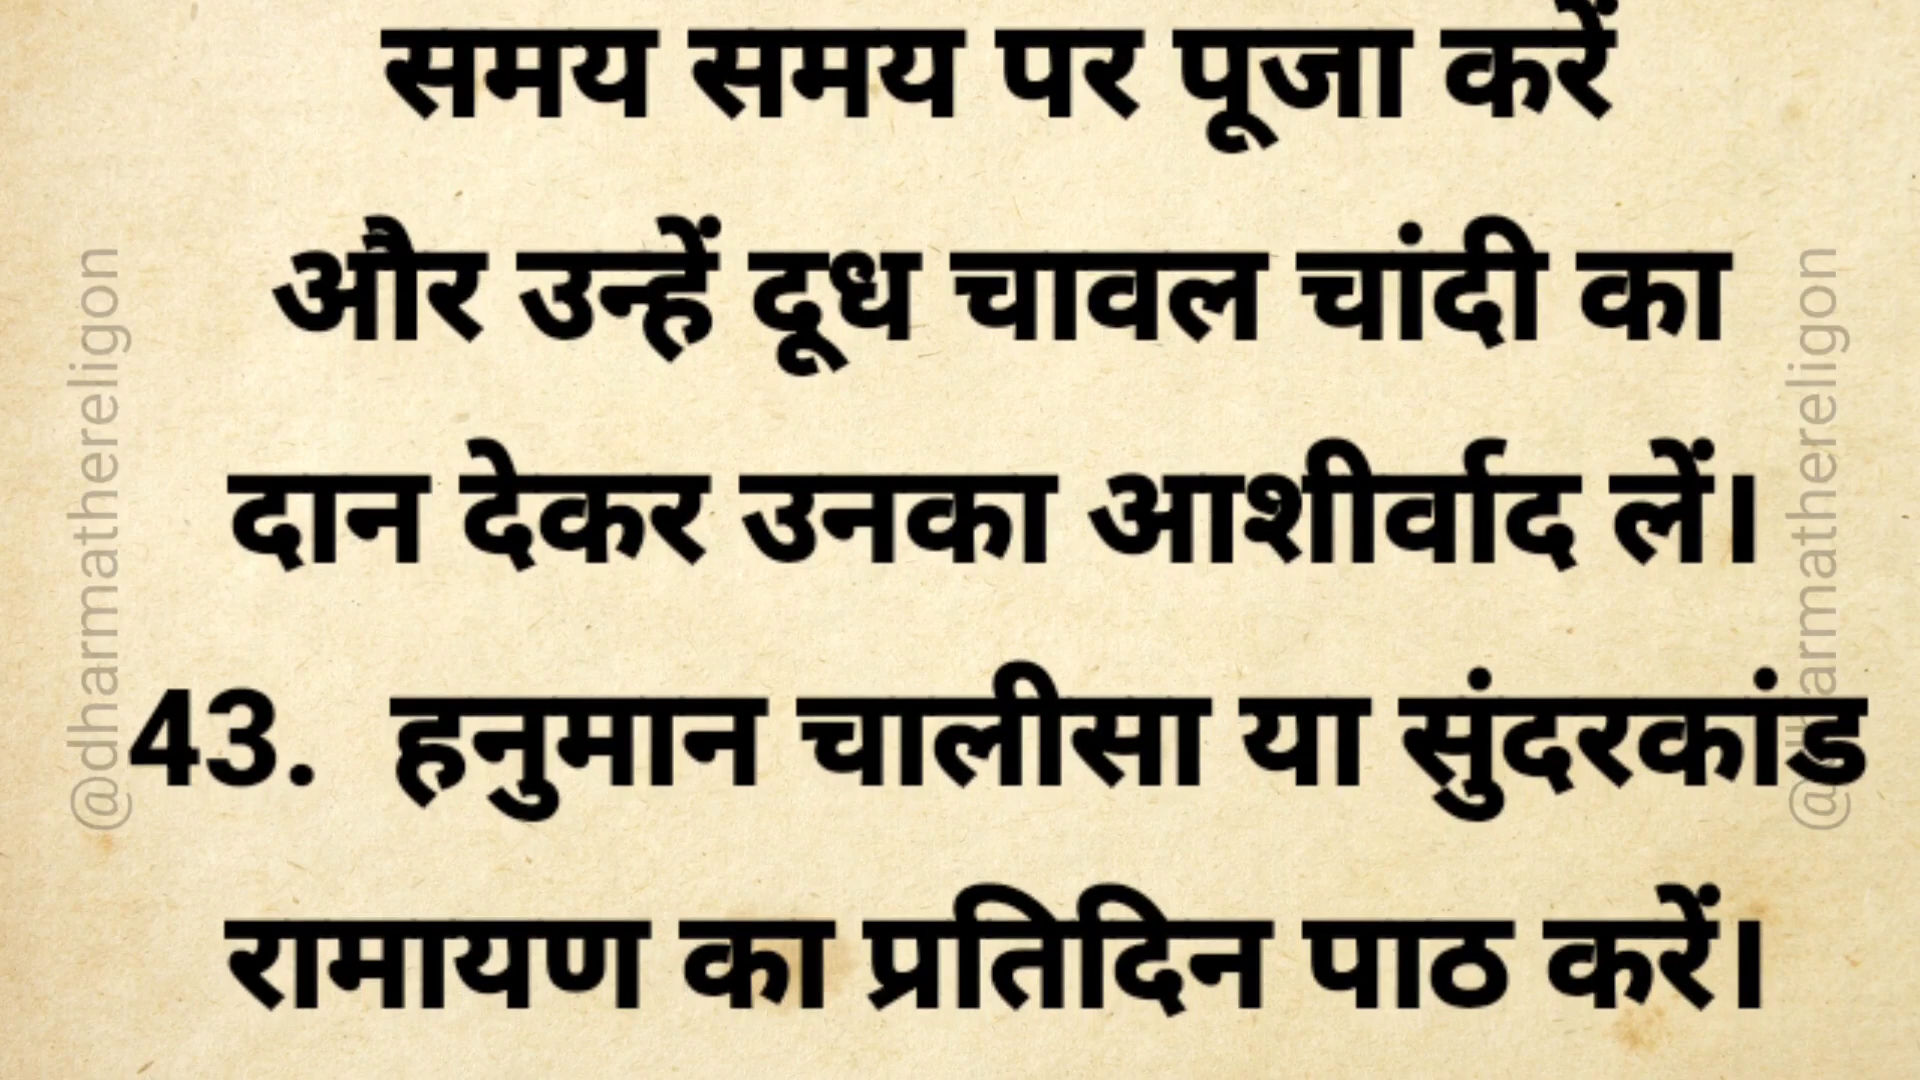 समय समय पर पूजा करें
और उन्हें दूध चावल चांदी का
दान देकर उनका आशीर्वाद लें।
43. हनुमान चालीसा या सुंदरकांड
रामायण का प्रतिदिन पाठ करें।
@dharmathereligon
@dharmathereligon